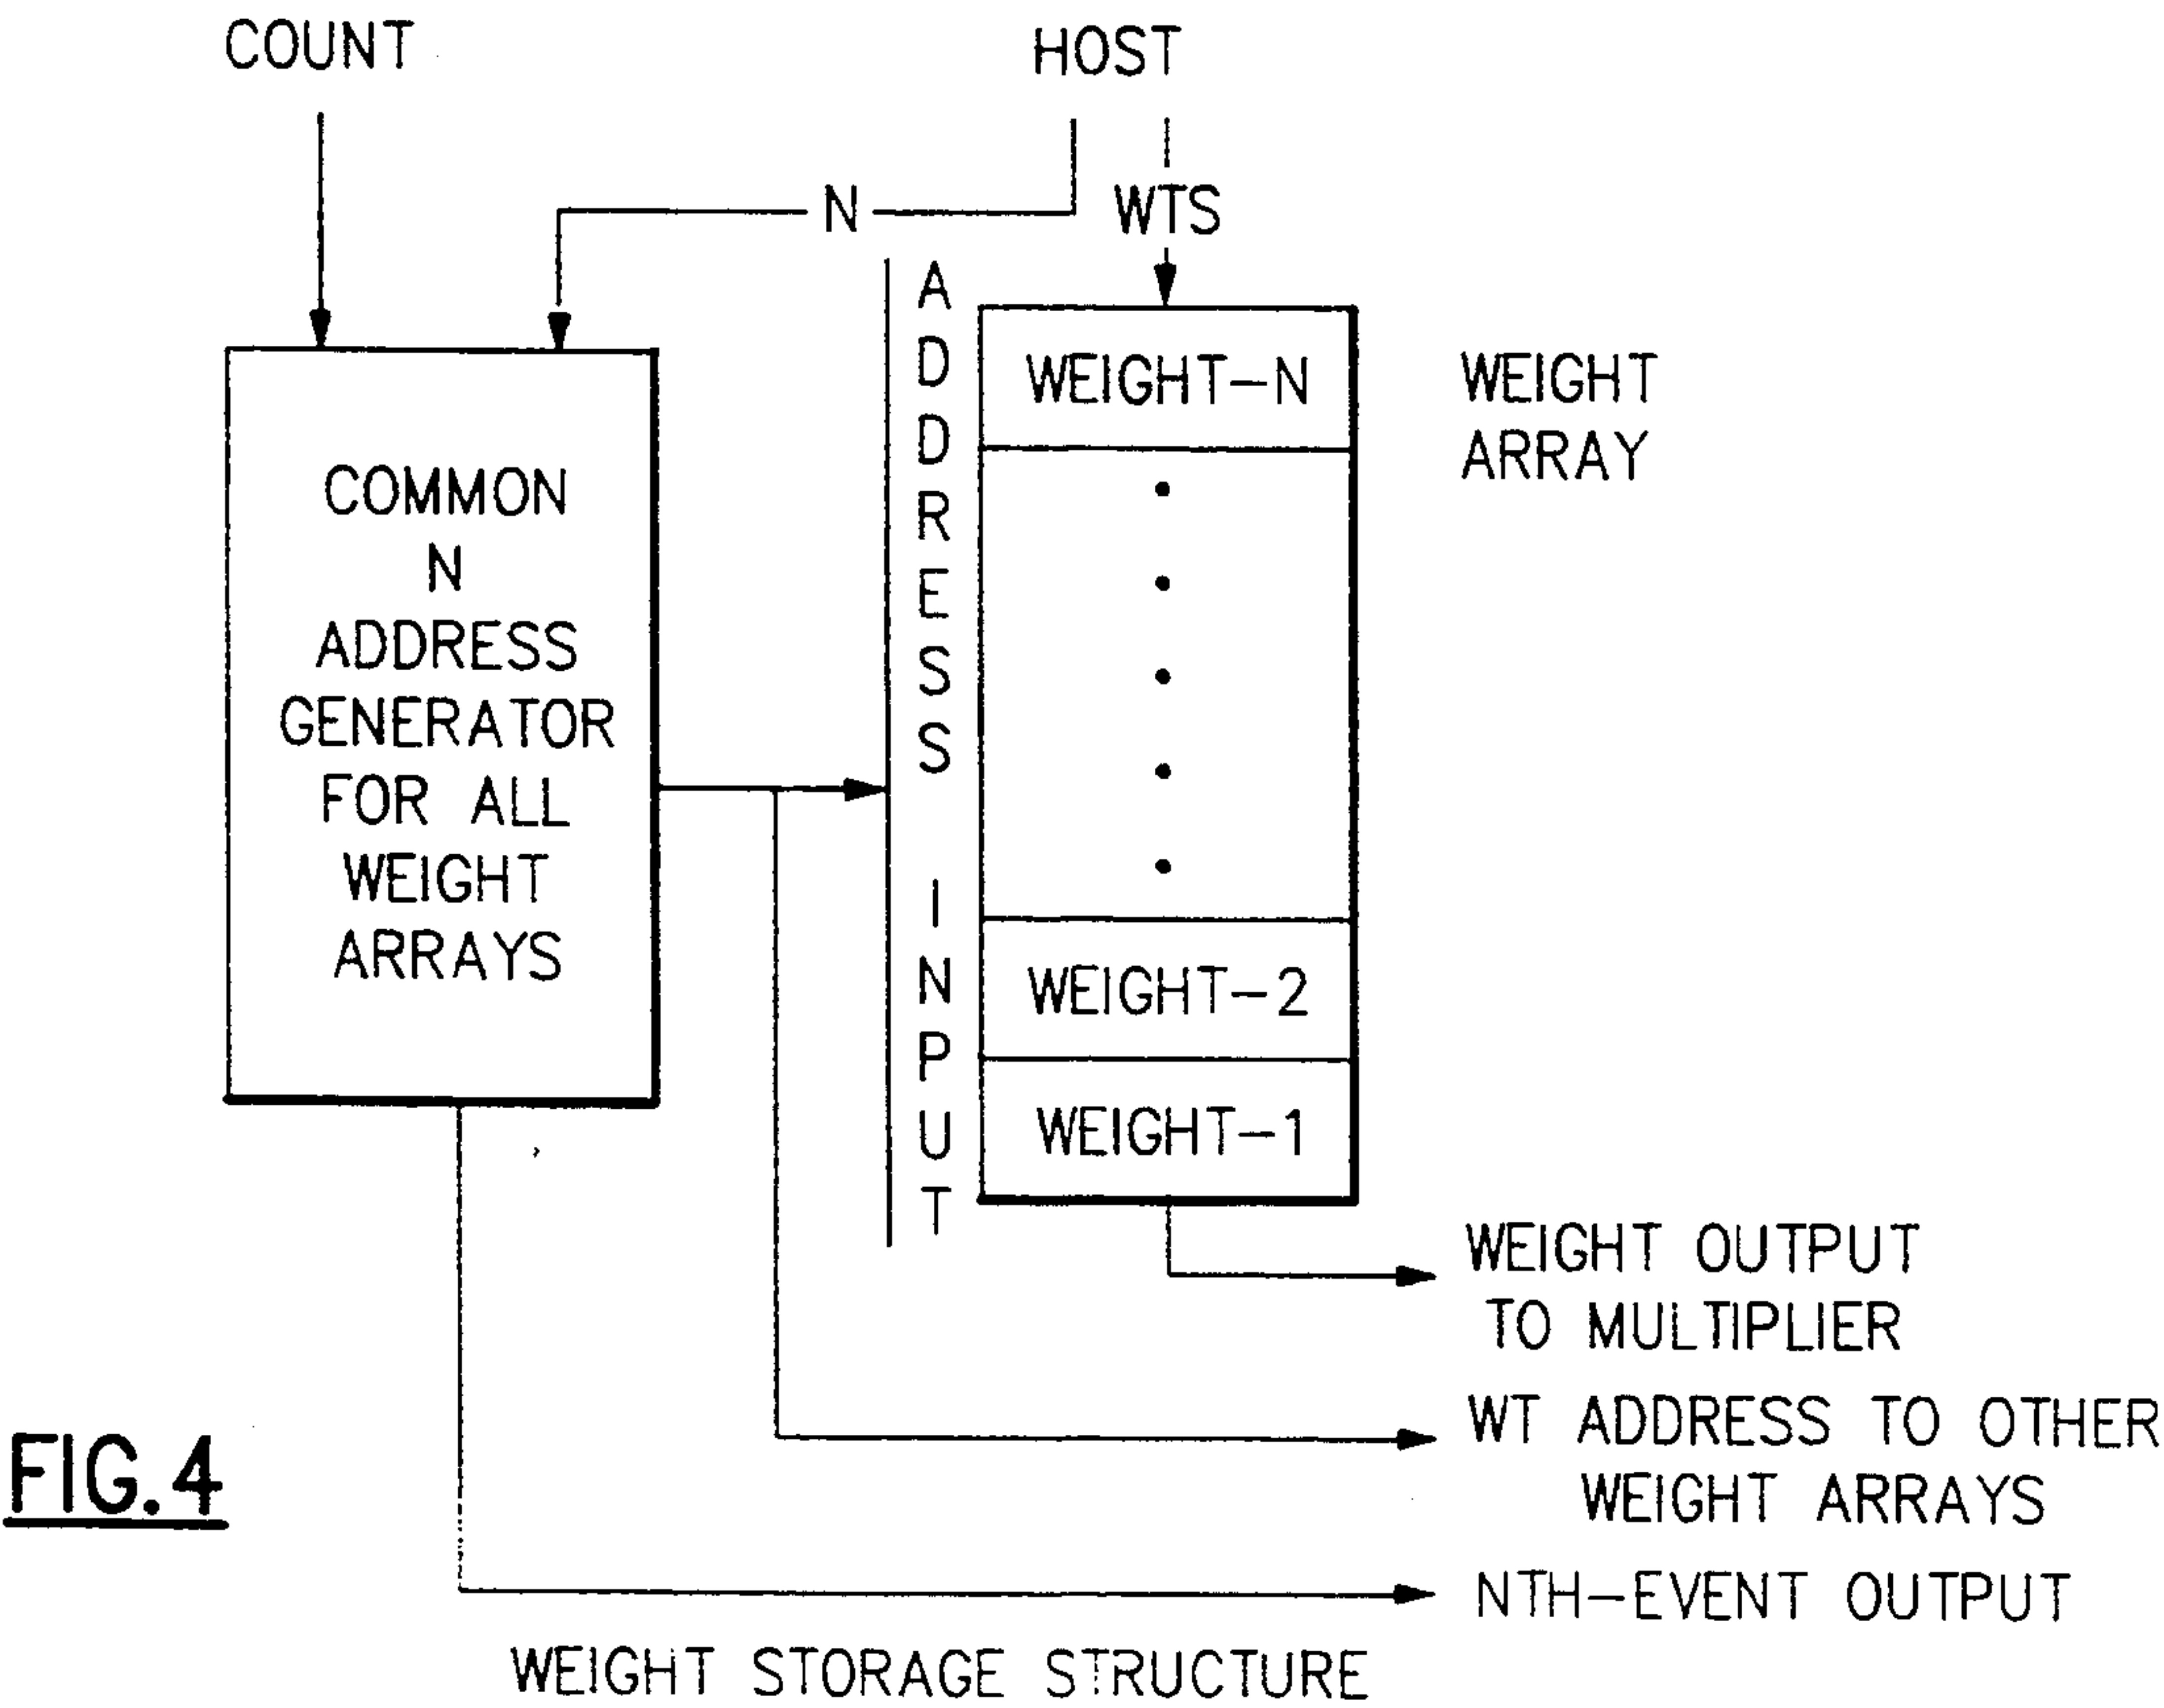 COUNT
HOST
N
WTS
COMMON
N
ADDRESS
GENERATOR
FOR ALL
WEIGHT
ARRAYS
ADDRESS INPUT
WEIGHT-N
WEIGHT-2
WEIGHT-1
WEIGHT
ARRAY
WEIGHT OUTPUT
TO MULTIPLIER
WT ADDRESS TO OTHER
WEIGHT ARRAYS
NTH-EVENT OUTPUT
FIG.4
WEIGHT STORAGE STRUCTURE